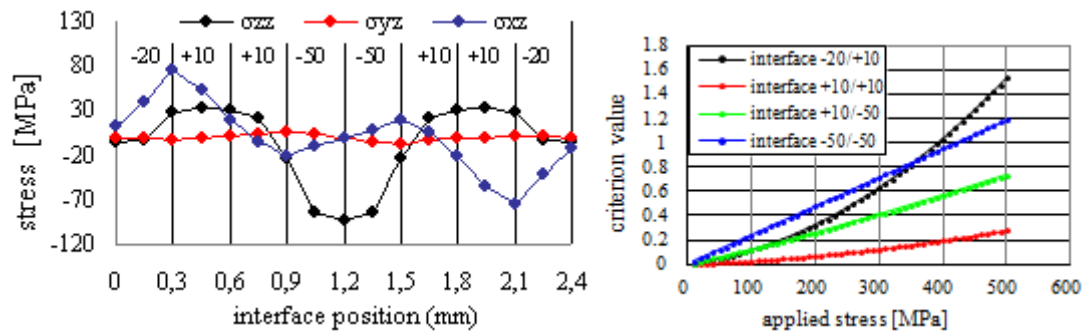 σzz σyz σxz
130
80
30
-20
-70
-120
stress [MPa]
-20 +10 +10 -50 -50 +10 +10 -20
0 0,3 0,6 0,9 1,2 1,5 1,8 2,1 2,4
interface position (mm)
1.8
1.6
1.4
1.2
1
0.8
0.6
0.4
0.2
0
criterion value
interface -20/+10
interface +10/+10
interface +10/-50
interface -50/-50
0 100 200 300 400 500 600
applied stress [MPa]